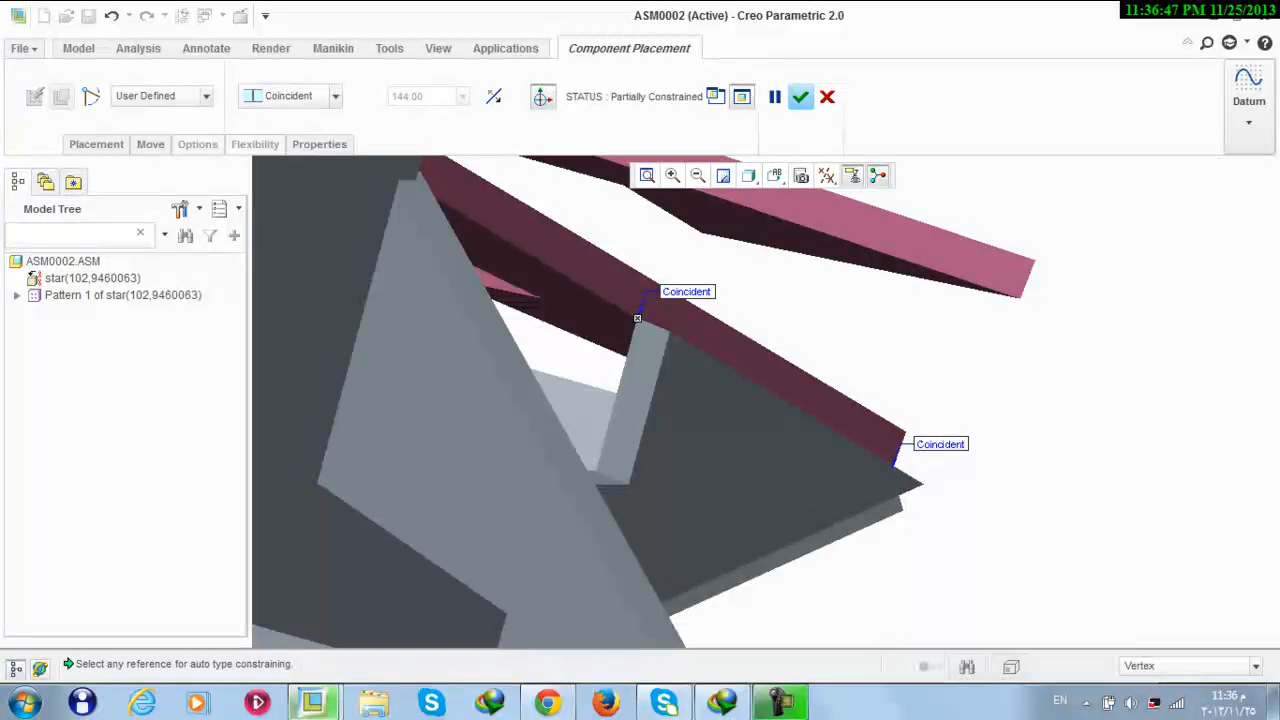 11:36:47 PM 11/25/2013
ASM0002 (Active) - Creo Parametric 2.0
File Model Analysis Annotate Render Manikin Tools View Applications Component Placement
User Defined Coincident 144.00 STATUS : Partially Constrained
Datum
Placement Move Options Flexibility Properties
Model Tree
ASM0002.ASM
star(102,9460063)
Pattern 1 of star(102,9460063)
Coincident
Coincident
Select any reference for auto type constraining.
Vertex
EN
11:36 م
٢٠١٣/١١/٢٥